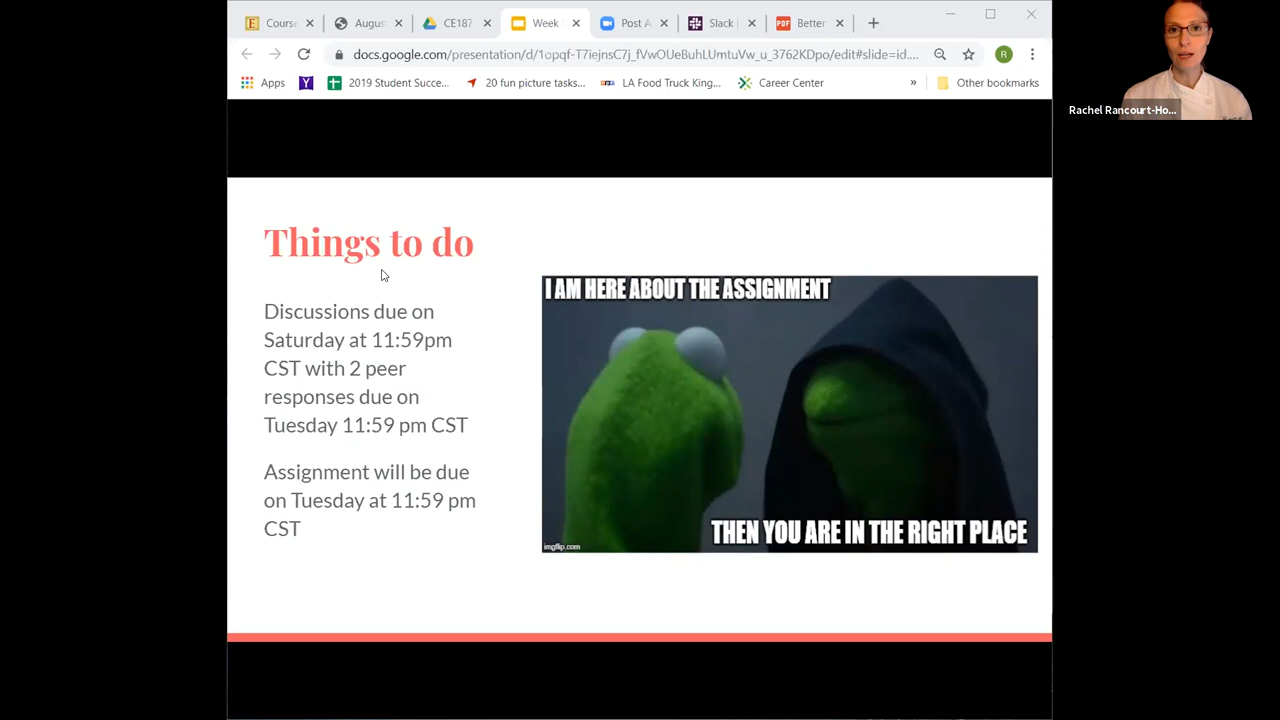 Course
Augus
CE187
Week
Post A
Slack
PDF
Better
docs.google.com/presentation/d/1opqf-T7iejnsC7j_fVwOUeBuhLUmtuVw_u_3762KDpo/edit#slide=id....
R
Apps
2019 Student Succe...
20 fun picture tasks...
LA Food Truck King...
Career Center
»
Other bookmarks
Rachel Rancourt-Ho...
Things to do
Discussions due on
Saturday at 11:59pm
CST with 2 peer
responses due on
Tuesday 11:59 pm CST
Assignment will be due
on Tuesday at 11:59 pm
CST
I AM HERE ABOUT THE ASSIGNMENT
THEN YOU ARE IN THE RIGHT PLACE
imgflip.com